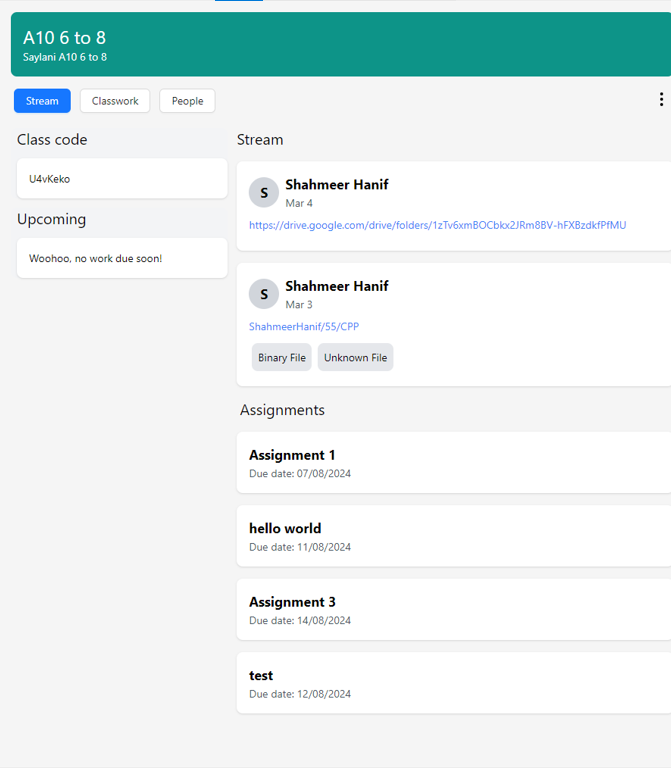 A10 6 to 8
Saylani A10 6 to 8
Stream
Classwork
People
Class code
U4vKeko
Upcoming
Woohoo, no work due soon!
Stream
S
Shahmeer Hanif
Mar 4
https://drive.google.com/drive/folders/1zTv6xmBOCbkx2JRm8BV-hFXBzdkfPfMU
S
Shahmeer Hanif
Mar 3
ShahmeerHanif/55/CPP
Binary File
Unknown File
Assignments
Assignment 1
Due date: 07/08/2024
hello world
Due date: 11/08/2024
Assignment 3
Due date: 14/08/2024
test
Due date: 12/08/2024